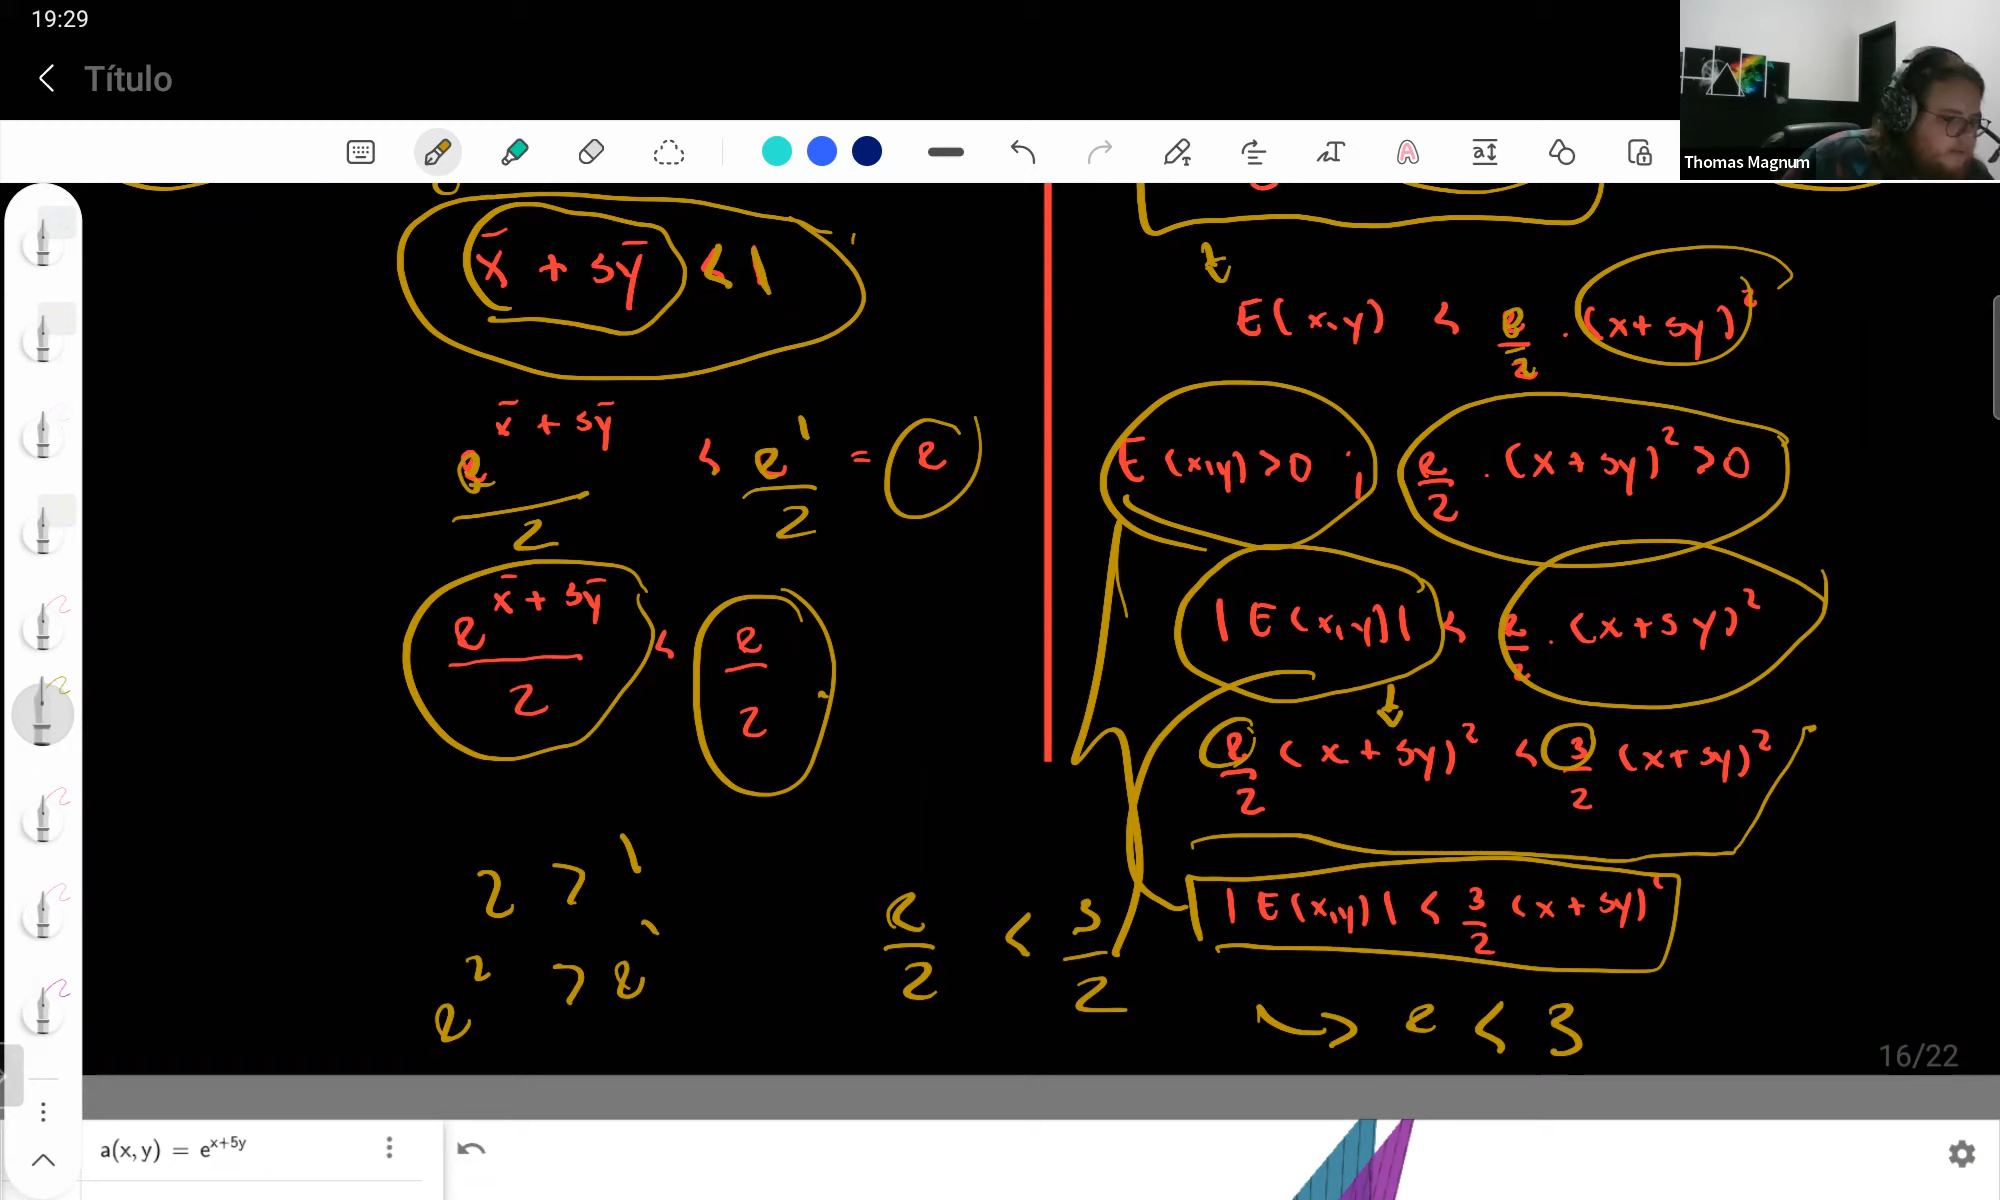 19:29
Título
Thomas Magnum
x̄ + 5ȳ < 1
e^(x̄ + 5ȳ) / 2 < e^1 / 2 = e
e^(x̄ + 5ȳ) / 2 < e/2
2 > 1
e^2 > e^1
e/2 < 3/2
E(x,y) < e/2 . (x+5y)^2
E(x,y) > 0 ; e/2 . (x+5y)^2 > 0
|E(x,y)| < e/2 . (x+5y)^2
e/2 (x+5y)^2 < 3/2 (x+5y)^2
|E(x,y)| < 3/2 (x+5y)^2
→ e < 3
16/22
a(x,y) = e^(x+5y)